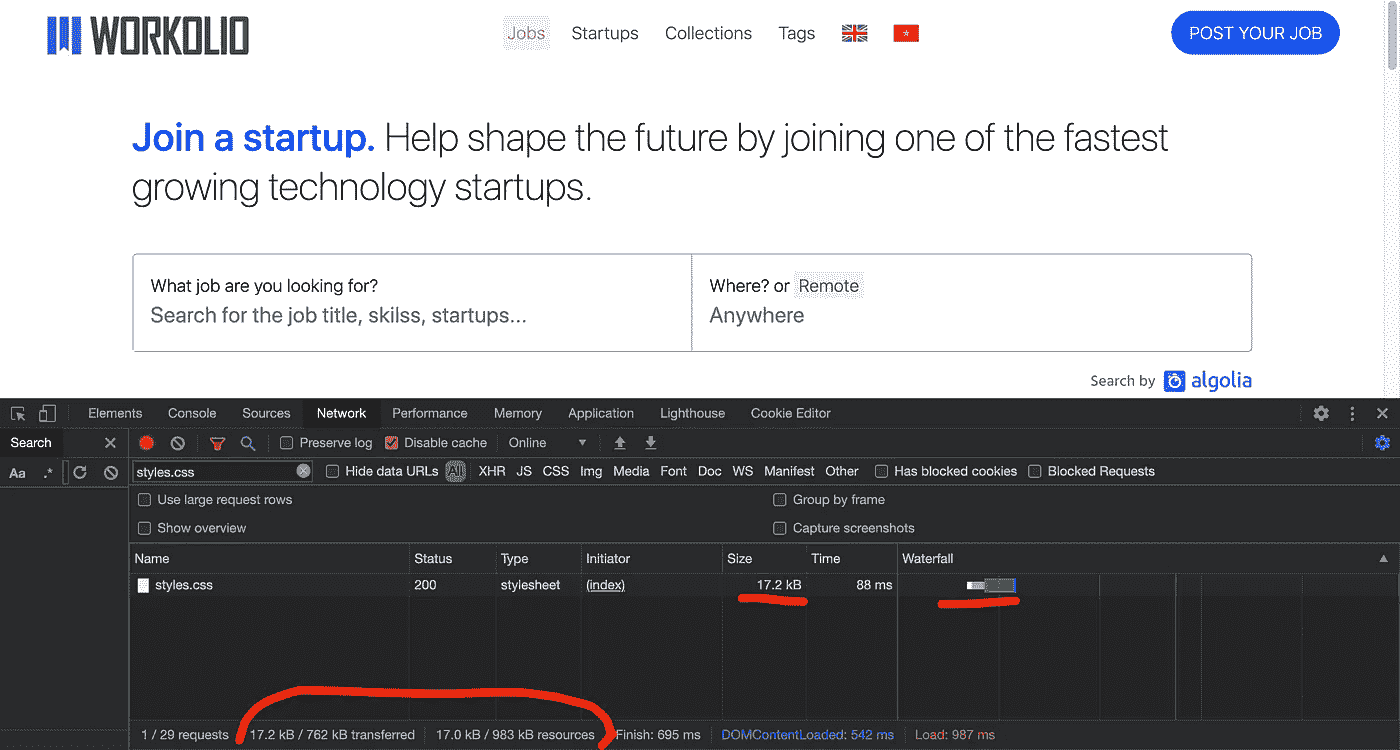 WORKOLIO
Jobs Startups Collections Tags POST YOUR JOB
Join a startup. Help shape the future by joining one of the fastest
growing technology startups.
What job are you looking for? Where? or Remote
Search for the job title, skilss, startups... Anywhere
Search by algolia
Elements Console Sources Network Performance Memory Application Lighthouse Cookie Editor
Search Preserve log Disable cache Online
Aa .* styles.css Hide data URLs All XHR JS CSS Img Media Font Doc WS Manifest Other Has blocked cookies Blocked Requests
Use large request rows Group by frame
Show overview Capture screenshots
Name Status Type Initiator Size Time Waterfall
styles.css 200 stylesheet (index) 17.2 kB 88 ms
1 / 29 requests 17.2 kB / 762 kB transferred 17.0 kB / 983 kB resources Finish: 695 ms DOMContentLoaded: 542 ms Load: 987 ms